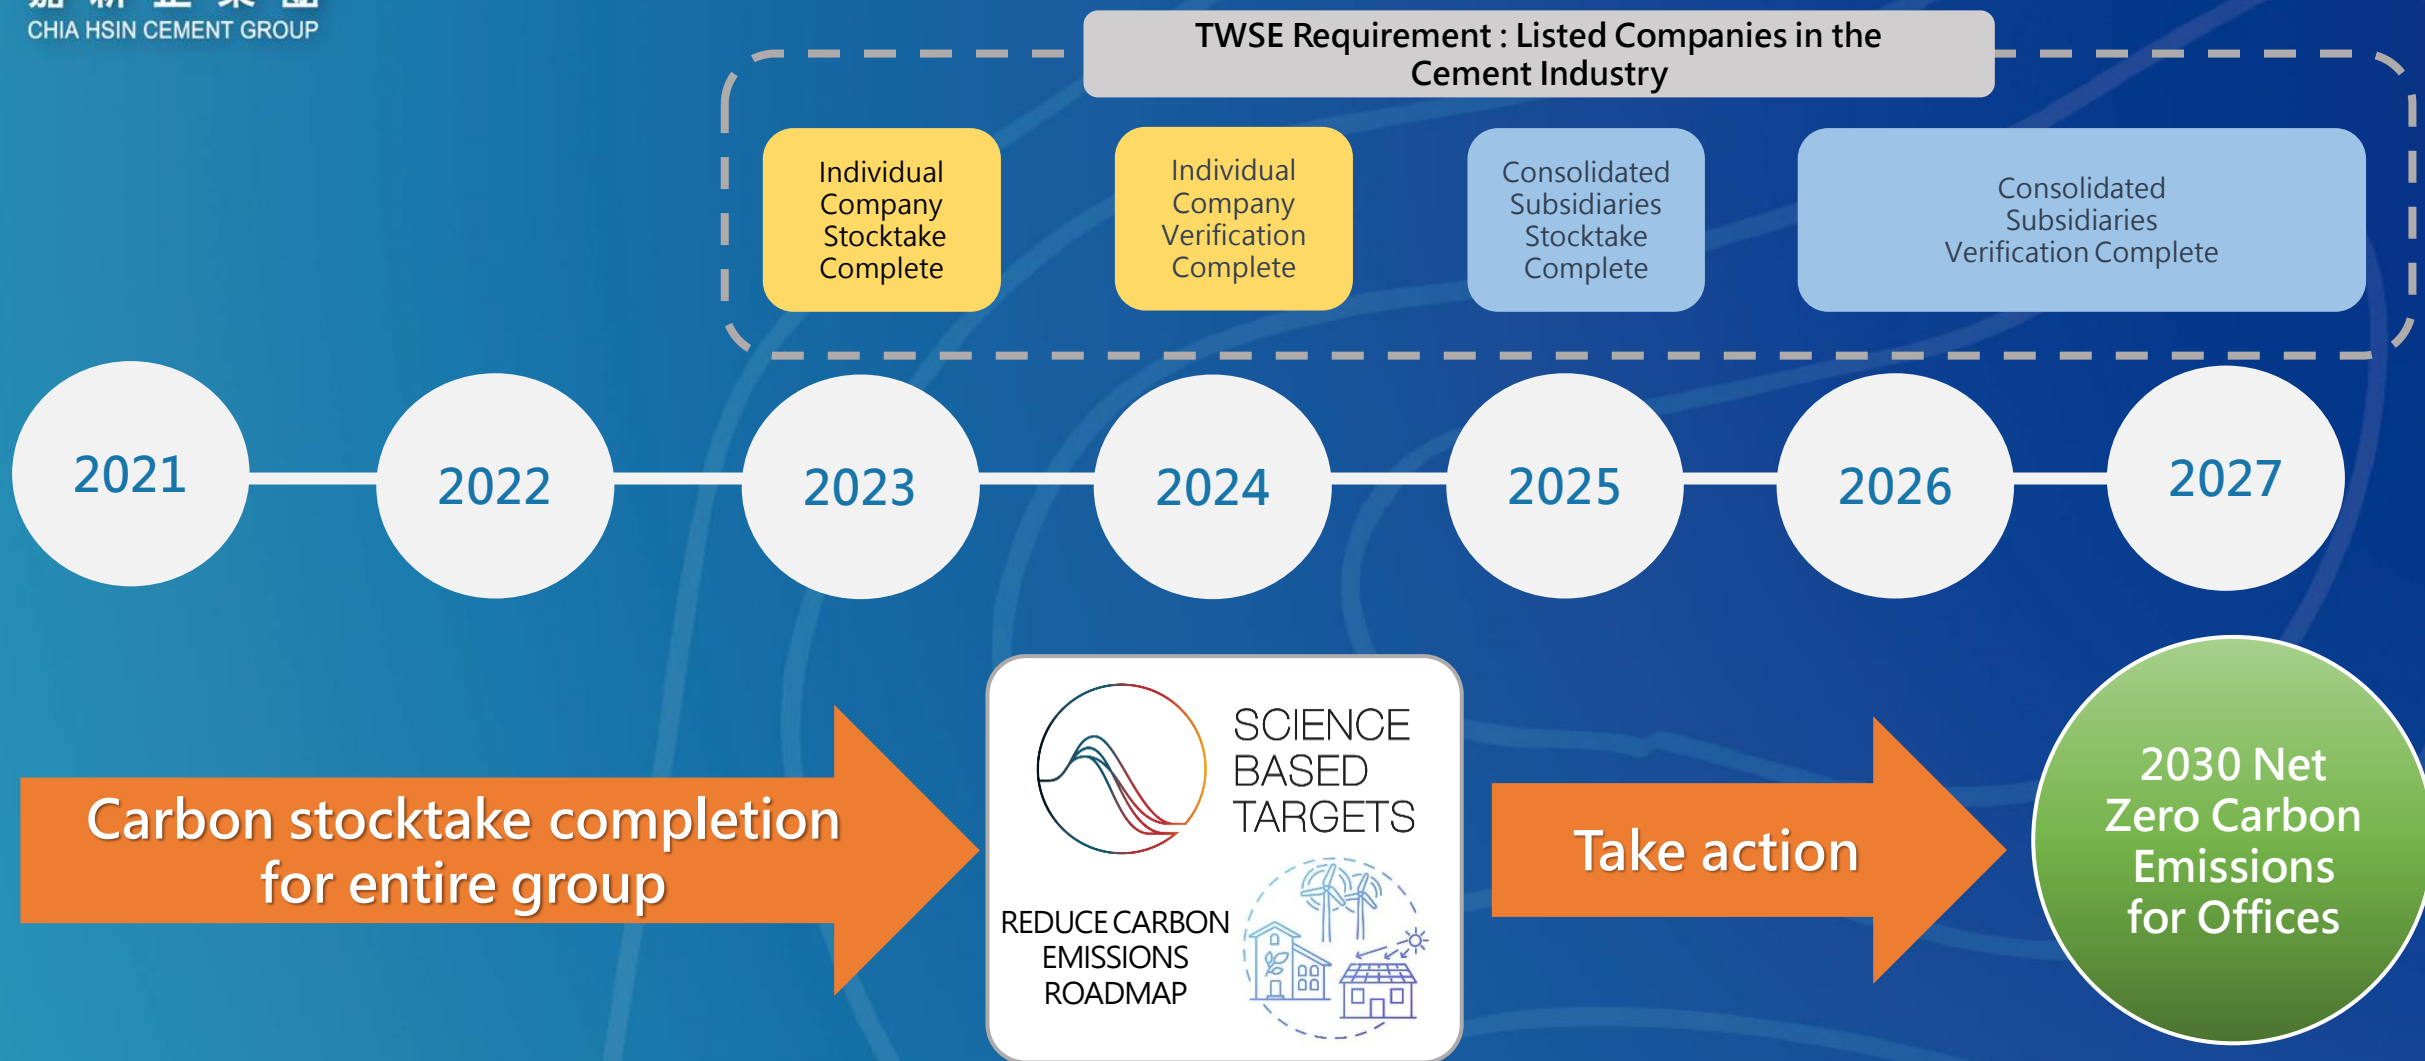 CHIA HSIN CEMENT GROUP
TWSE Requirement : Listed Companies in the
Cement Industry
Individual
Company
Stocktake
Complete
Individual
Company
Verification
Complete
Consolidated
Subsidiaries
Stocktake
Complete
Consolidated
Subsidiaries
Verification Complete
2021
2022
2023
2024
2025
2026
2027
Carbon stocktake completion
for entire group
SCIENCE
BASED
TARGETS
REDUCE CARBON
EMISSIONS
ROADMAP
Take action
2030 Net
Zero Carbon
Emissions
for Offices